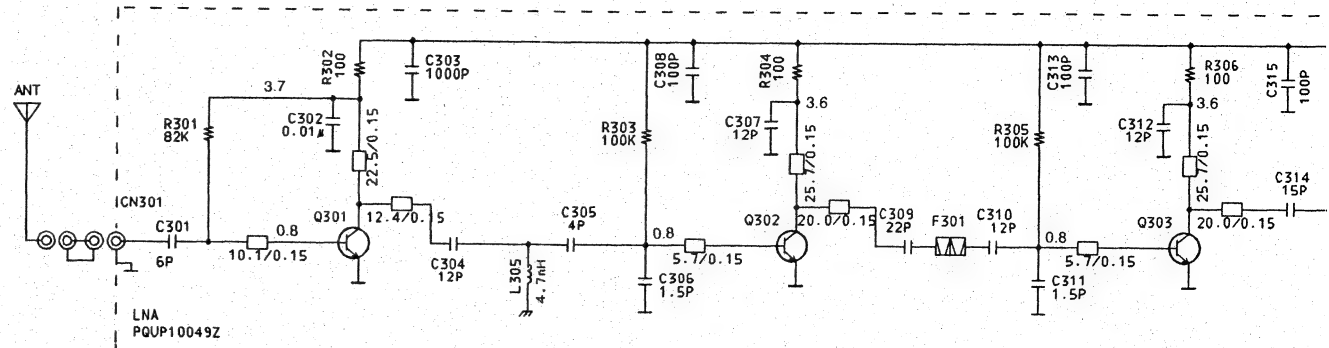 ANT
CN301
C301
6P
R301
82K
3.7
C302
0.01µ
R302
100
C303
1000P
22.5/0.15
0.8
10.1/0.15
Q301
12.4/0.15
C304
12P
L305
4.7nH
C305
4P
R303
100K
C308
100P
0.8
C306
1.5P
5.7/0.15
R304
100
3.6
C307
12P
25.7/0.15
Q302
20.0/0.15
C309
22P
F301
C310
12P
R305
100K
C313
100P
0.8
C311
1.5P
5.7/0.15
R306
100
3.6
C312
12P
25.7/0.15
Q303
20.0/0.15
C315
100P
C314
15P
LNA
PQUP10049Z